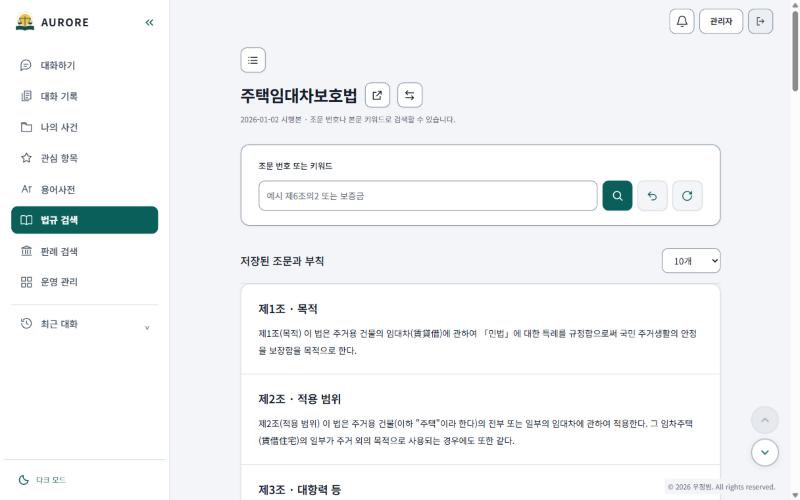 AURORE
대화하기
대화 기록
나의 사건
관심 항목
용어사전
법규 검색
판례 검색
운영 관리
최근 대화
다크 모드
관리자
주택임대차보호법
2026-01-02 시행본 · 조문 번호나 본문 키워드로 검색할 수 있습니다.
조문 번호 또는 키워드
예시 제6조의2 또는 보증금
저장된 조문과 부칙
10개
제1조 · 목적
제1조(목적) 이 법은 주거용 건물의 임대차(賃貸借)에 관하여 「민법」에 대한 특례를 규정함으로써 국민 주거생활의 안정
을 보장함을 목적으로 한다.
제2조 · 적용 범위
제2조(적용 범위) 이 법은 주거용 건물(이하 "주택"이라 한다)의 전부 또는 일부의 임대차에 관하여 적용한다. 그 임차주택
(賃借住宅)의 일부가 주거 외의 목적으로 사용되는 경우에도 또한 같다.
제3조 · 대항력 등
© 2026 우정범. All rights reserved.